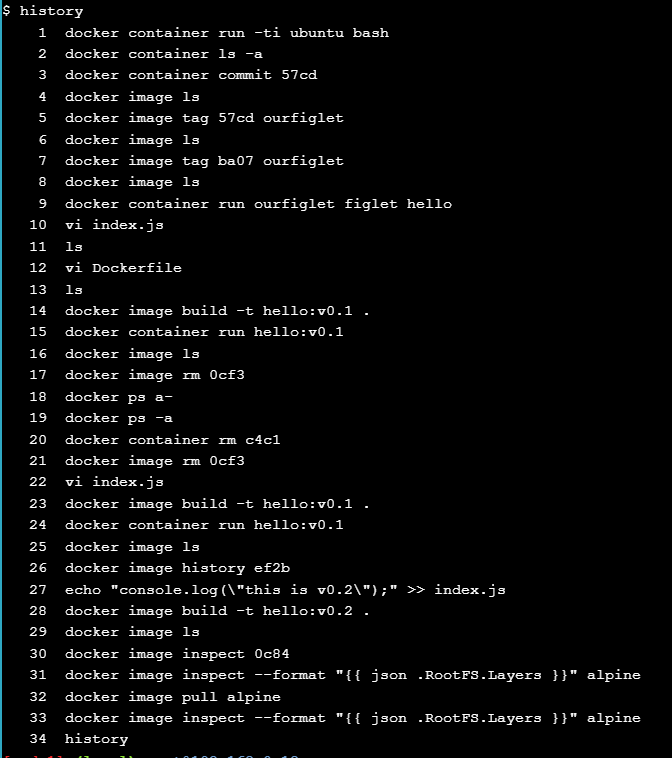 $ history
1 docker container run -ti ubuntu bash
2 docker container ls -a
3 docker container commit 57cd
4 docker image ls
5 docker image tag 57cd ourfiglet
6 docker image ls
7 docker image tag ba07 ourfiglet
8 docker image ls
9 docker container run ourfiglet figlet hello
10 vi index.js
11 ls
12 vi Dockerfile
13 ls
14 docker image build -t hello:v0.1 .
15 docker container run hello:v0.1
16 docker image ls
17 docker image rm 0cf3
18 docker ps a-
19 docker ps -a
20 docker container rm c4c1
21 docker image rm 0cf3
22 vi index.js
23 docker image build -t hello:v0.1 .
24 docker container run hello:v0.1
25 docker image ls
26 docker image history ef2b
27 echo "console.log(\"this is v0.2\");" >> index.js
28 docker image build -t hello:v0.2 .
29 docker image ls
30 docker image inspect 0c84
31 docker image inspect --format "{{ json .RootFS.Layers }}" alpine
32 docker image pull alpine
33 docker image inspect --format "{{ json .RootFS.Layers }}" alpine
34 history